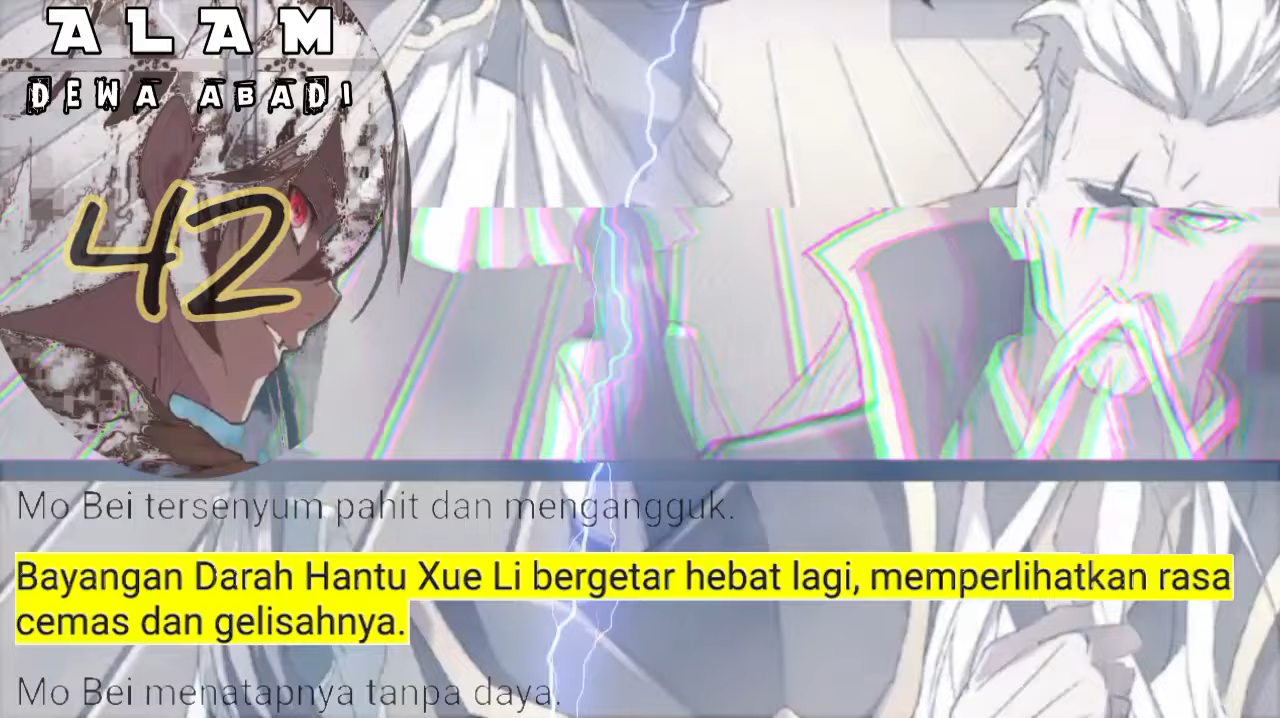 ALAM
DEWA ABADI
42
Mo Bei tersenyum pahit dan mengangguk.
Bayangan Darah Hantu Xue Li bergetar hebat lagi, memperlihatkan rasa
cemas dan gelisahnya.
Mo Bei menatapnya tanpa daya.